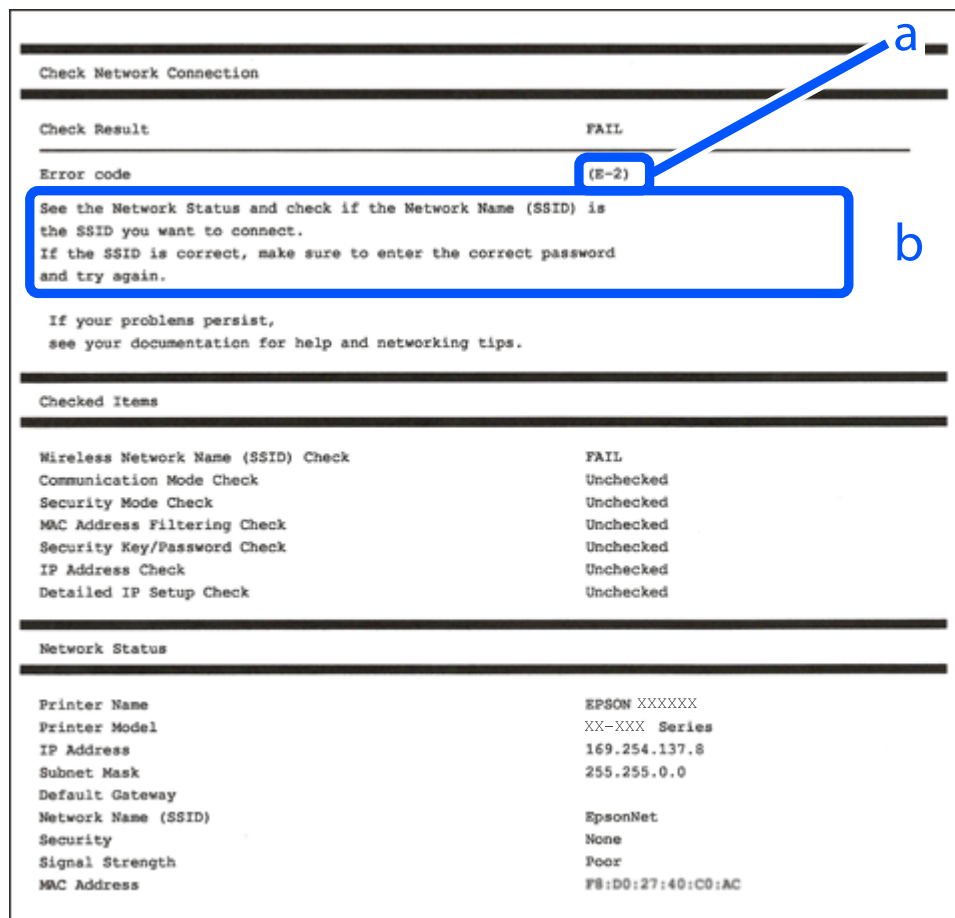 a
Check Network Connection
Check Result FAIL
Error code (E-2)
See the Network Status and check if the Network Name (SSID) is
the SSID you want to connect.
If the SSID is correct, make sure to enter the correct password
and try again.
b
If your problems persist,
see your documentation for help and networking tips.
Checked Items
Wireless Network Name (SSID) Check FAIL
Communication Mode Check Unchecked
Security Mode Check Unchecked
MAC Address Filtering Check Unchecked
Security Key/Password Check Unchecked
IP Address Check Unchecked
Detailed IP Setup Check Unchecked
Network Status
Printer Name EPSON XXXXXX
Printer Model XX-XXX Series
IP Address 169.254.137.8
Subnet Mask 255.255.0.0
Default Gateway
Network Name (SSID) EpsonNet
Security None
Signal Strength Poor
MAC Address F8:D0:27:40:C0:AC